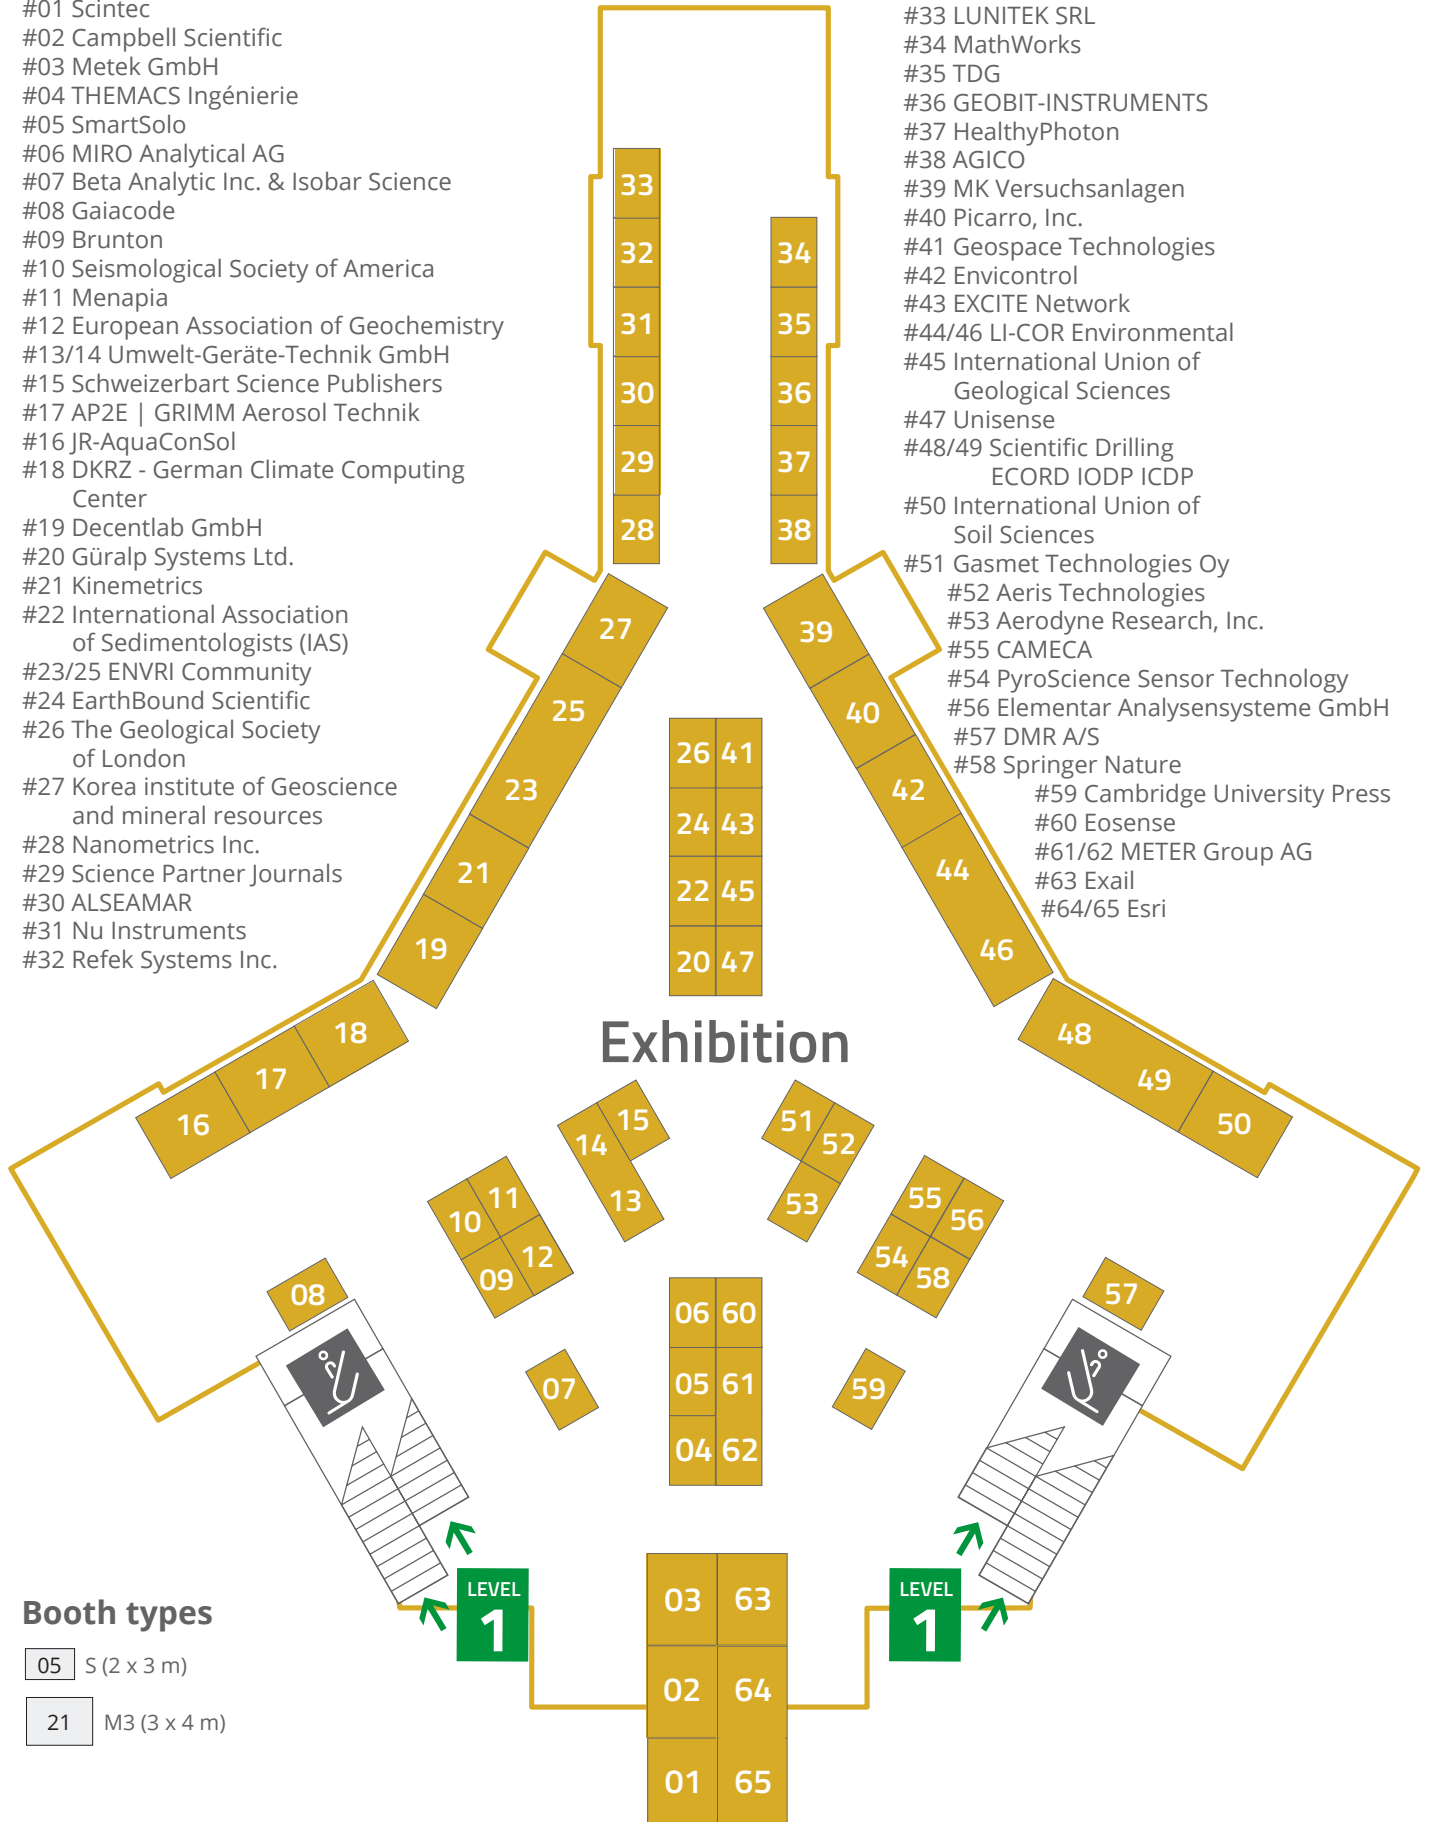 #01 Scintec
#02 Campbell Scientific
#03 Metek GmbH
#04 THEMACS Ingénierie
#05 SmartSolo
#06 MIRO Analytical AG
#07 Beta Analytic Inc. & Isobar Science
#08 Gaiacode
#09 Brunton
#10 Seismological Society of America
#11 Menapia
#12 European Association of Geochemistry
#13/14 Umwelt-Geräte-Technik GmbH
#15 Schweizerbart Science Publishers
#17 AP2E | GRIMM Aerosol Technik
#16 JR-AquaConSol
#18 DKRZ - German Climate Computing
Center
#19 Decentlab GmbH
#20 Güralp Systems Ltd.
#21 Kinemetrics
#22 International Association
of Sedimentologists (IAS)
#23/25 ENVRI Community
#24 EarthBound Scientific
#26 The Geological Society
of London
#27 Korea institute of Geoscience
and mineral resources
#28 Nanometrics Inc.
#29 Science Partner Journals
#30 ALSEAMAR
#31 Nu Instruments
#32 Refek Systems Inc.
#33 LUNITEK SRL
#34 MathWorks
#35 TDG
#36 GEOBIT-INSTRUMENTS
#37 HealthyPhoton
#38 AGICO
#39 MK Versuchsanlagen
#40 Picarro, Inc.
#41 Geospace Technologies
#42 Envicontrol
#43 EXCITE Network
#44/46 LI-COR Environmental
#45 International Union of
Geological Sciences
#47 Unisense
#48/49 Scientific Drilling
ECORD IODP ICDP
#50 International Union of
Soil Sciences
#51 Gasmet Technologies Oy
#52 Aeris Technologies
#53 Aerodyne Research, Inc.
#55 CAMECA
#54 PyroScience Sensor Technology
#56 Elementar Analysensysteme GmbH
#57 DMR A/S
#58 Springer Nature
#59 Cambridge University Press
#60 Eosense
#61/62 METER Group AG
#63 Exail
#64/65 Esri
33
32
31
30
29
28
34
35
36
37
38
27
25
23
21
19
39
40
42
44
46
26 41
24 43
22 45
20 47
18
17
16
48
49
50
Exhibition
15
14
13
51
52
53
11
10
12
09
55
56
54
58
08
57
06 60
05 61
04 62
07
59
03 63
02 64
01 65
LEVEL
1
LEVEL
1
Booth types
05 S (2 x 3 m)
21 M3 (3 x 4 m)